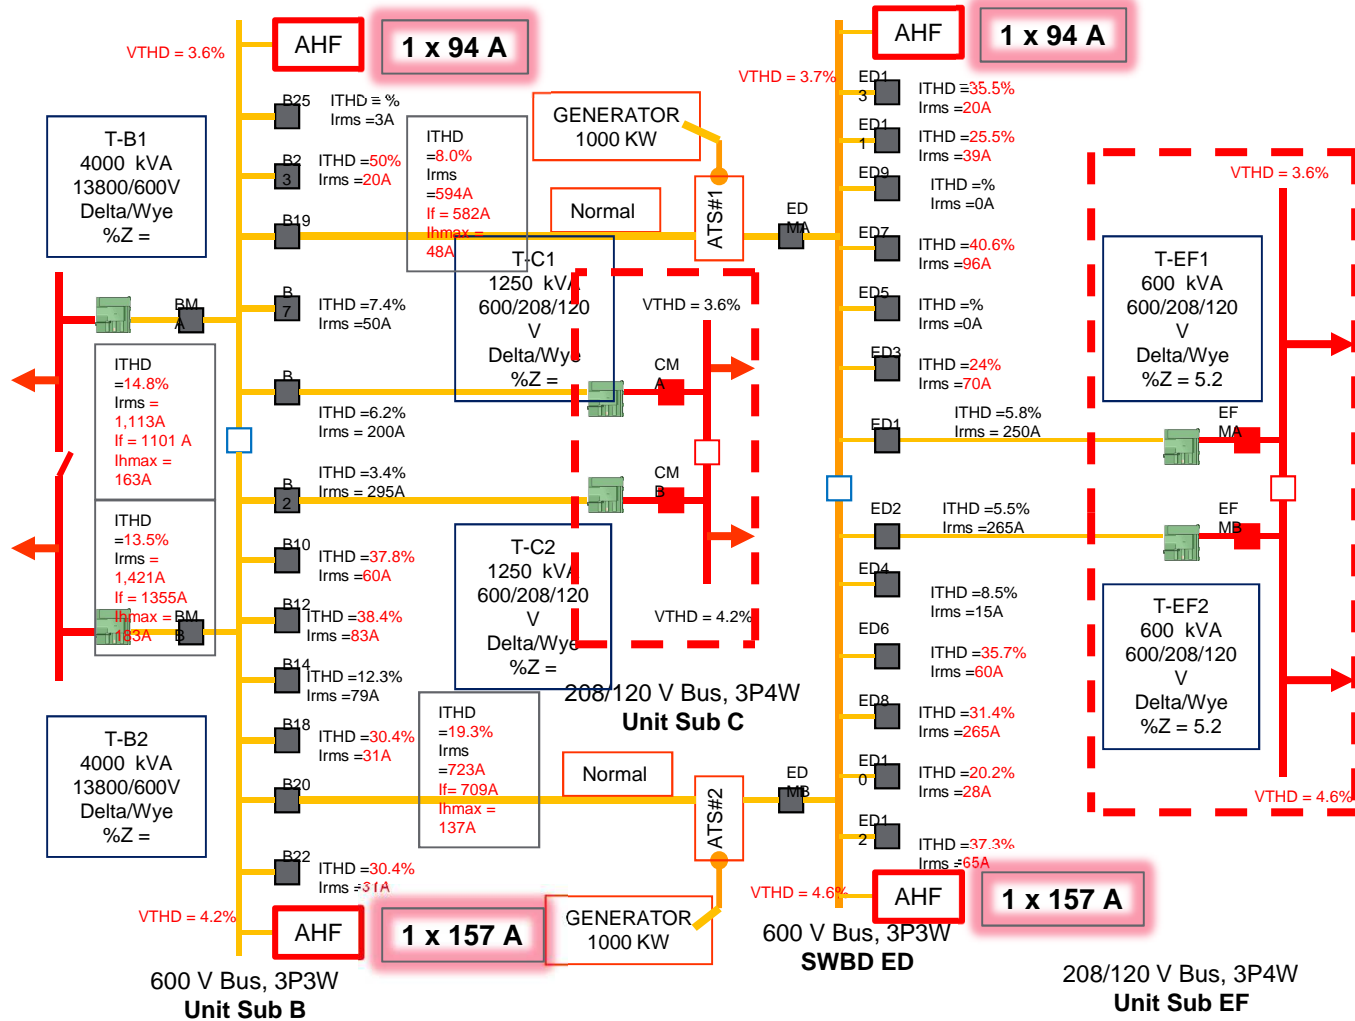 AHF
1 x 94 A
AHF
1 x 94 A
VTHD = 3.6%
VTHD = 3.7%
T-B1
4000 kVA
13800/600V
Delta/Wye
%Z =
B25
ITHD = %
Irms =3A
B2
3
ITHD =50%
Irms =20A
B19
ITHD
=8.0%
Irms
=594A
If = 582A
Ihmax =
48A
GENERATOR
1000 KW
Normal
ATS#1
ED
MA
B
7
ITHD =7.4%
Irms =50A
BM
A
ITHD
=14.8%
Irms =
1,113A
If = 1101 A
Ihmax =
163A
T-C1
1250 kVA
600/208/120
V
Delta/Wye
%Z =
VTHD = 3.6%
CM
A
B
ITHD =6.2%
Irms = 200A
B
2
ITHD =3.4%
Irms = 295A
CM
B
ITHD
=13.5%
Irms =
1,421A
If = 1355A
Ihmax =
183A
BM
B
B10
ITHD =37.8%
Irms =60A
B12
ITHD =38.4%
Irms =83A
B14
ITHD =12.3%
Irms =79A
T-C2
1250 kVA
600/208/120
V
Delta/Wye
%Z =
VTHD = 4.2%
208/120 V Bus, 3P4W
Unit Sub C
T-B2
4000 kVA
13800/600V
Delta/Wye
%Z =
B18
ITHD =30.4%
Irms =31A
B20
ITHD
=19.3%
Irms
=723A
If= 709A
Ihmax =
137A
Normal
ATS#2
ED
MB
B22
ITHD =30.4%
Irms =31A
VTHD = 4.2%
AHF
1 x 157 A
GENERATOR
1000 KW
600 V Bus, 3P3W
Unit Sub B
ED1
3
ITHD =35.5%
Irms =20A
ED1
1
ITHD =25.5%
Irms =39A
ED9
ITHD =%
Irms =0A
ED7
ITHD =40.6%
Irms =96A
ED5
ITHD =%
Irms =0A
ED3
ITHD =24%
Irms =70A
ED1
ITHD =5.8%
Irms = 250A
ED2
ITHD =5.5%
Irms =265A
ED4
ITHD =8.5%
Irms =15A
ED6
ITHD =35.7%
Irms =60A
ED8
ITHD =31.4%
Irms =265A
ED1
0
ITHD =20.2%
Irms =28A
ED1
2
ITHD =37.3%
Irms =65A
VTHD = 4.6%
AHF
1 x 157 A
600 V Bus, 3P3W
SWBD ED
VTHD = 3.6%
T-EF1
600 kVA
600/208/120
V
Delta/Wye
%Z = 5.2
EF
MA
EF
MB
T-EF2
600 kVA
600/208/120
V
Delta/Wye
%Z = 5.2
VTHD = 4.6%
208/120 V Bus, 3P4W
Unit Sub EF